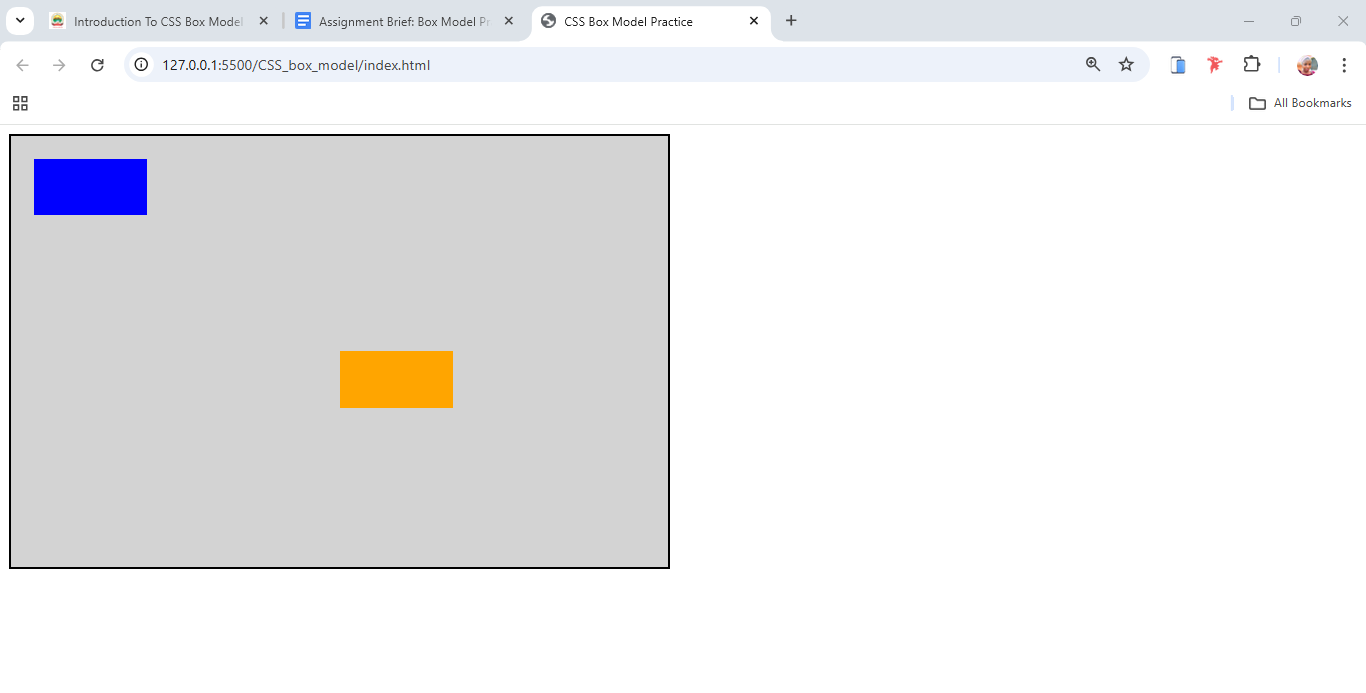 Introduction To CSS Box Model
Assignment Brief: Box Model Pr
CSS Box Model Practice
127.0.0.1:5500/CSS_box_model/index.html
All Bookmarks